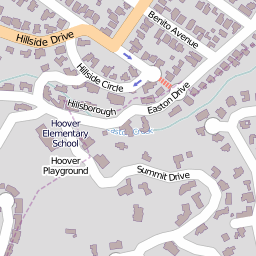 Benito Avenue
Hillside Drive
Hillside Circle
Easton Drive
Hillsborough
Hoover
Elementary
School
Hoover
Playground
Summit Drive